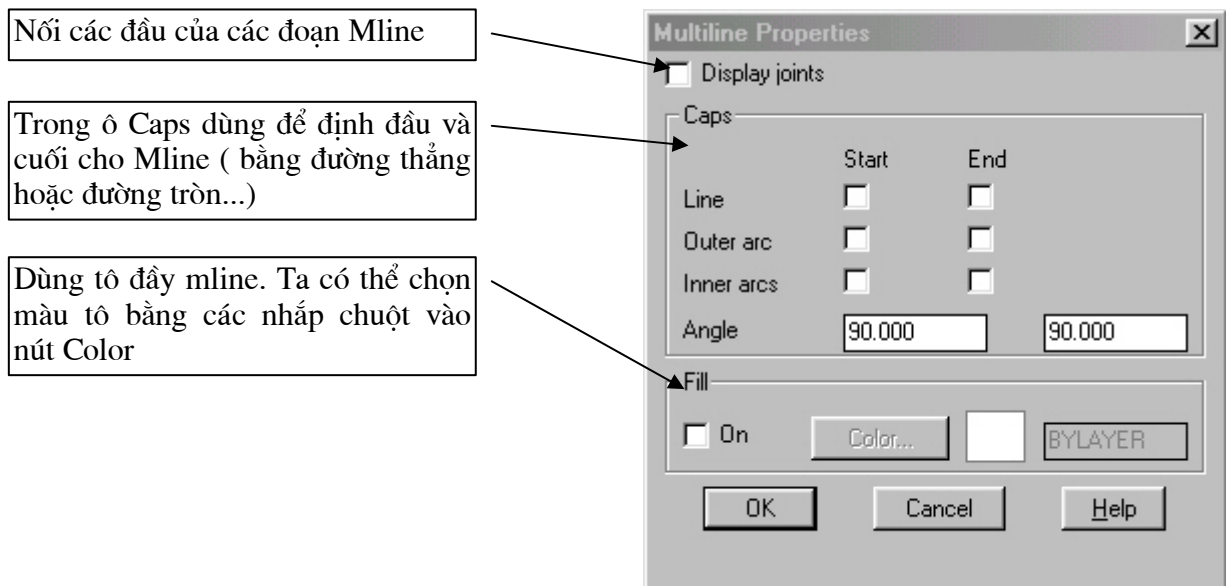 Nối các đầu của các đoạn Mline
Trong ô Caps dùng để định đầu và
cuối cho Mline ( bằng đường thẳng
hoặc đường tròn...)
Dùng tô đầy mline. Ta có thể chọn
màu tô bằng các nhắp chuột vào
nút Color
Multiline Properties
Display joints
Caps
Start End
Line
Outer arc
Inner arcs
Angle 90.000 90.000
Fill
On Color... BYLAYER
OK Cancel Help